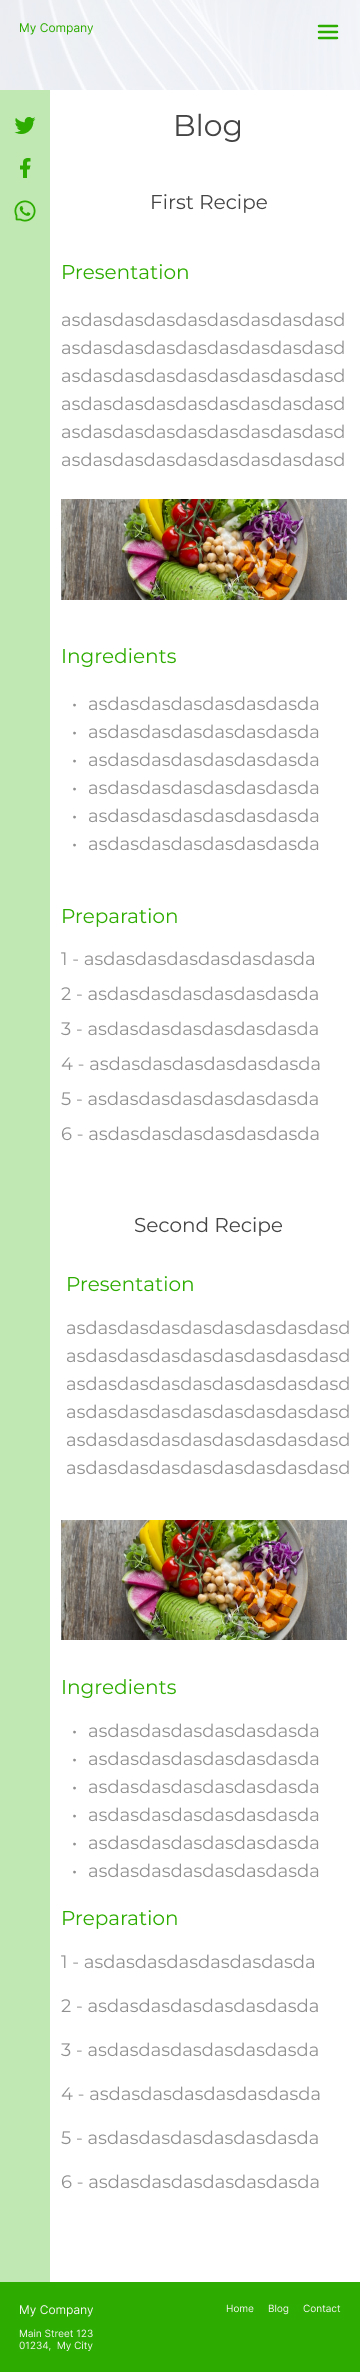 My Company
Blog
First Recipe
Presentation
asdasdasdasdasdasdasdasdasd
asdasdasdasdasdasdasdasdasd
asdasdasdasdasdasdasdasdasd
asdasdasdasdasdasdasdasdasd
asdasdasdasdasdasdasdasdasd
asdasdasdasdasdasdasdasdasd
Ingredients
• asdasdasdasdasdasdasda
• asdasdasdasdasdasdasda
• asdasdasdasdasdasdasda
• asdasdasdasdasdasdasda
• asdasdasdasdasdasdasda
• asdasdasdasdasdasdasda
Preparation
1 - asdasdasdasdasdasdasda
2 - asdasdasdasdasdasdasda
3 - asdasdasdasdasdasdasda
4 - asdasdasdasdasdasdasda
5 - asdasdasdasdasdasdasda
6 - asdasdasdasdasdasdasda
Second Recipe
Presentation
asdasdasdasdasdasdasdasdasd
asdasdasdasdasdasdasdasdasd
asdasdasdasdasdasdasdasdasd
asdasdasdasdasdasdasdasdasd
asdasdasdasdasdasdasdasdasd
asdasdasdasdasdasdasdasdasd
Ingredients
• asdasdasdasdasdasdasda
• asdasdasdasdasdasdasda
• asdasdasdasdasdasdasda
• asdasdasdasdasdasdasda
• asdasdasdasdasdasdasda
• asdasdasdasdasdasdasda
Preparation
1 - asdasdasdasdasdasdasda
2 - asdasdasdasdasdasdasda
3 - asdasdasdasdasdasdasda
4 - asdasdasdasdasdasdasda
5 - asdasdasdasdasdasdasda
6 - asdasdasdasdasdasdasda
My Company Home Blog Contact
Main Street 123
01234, My City